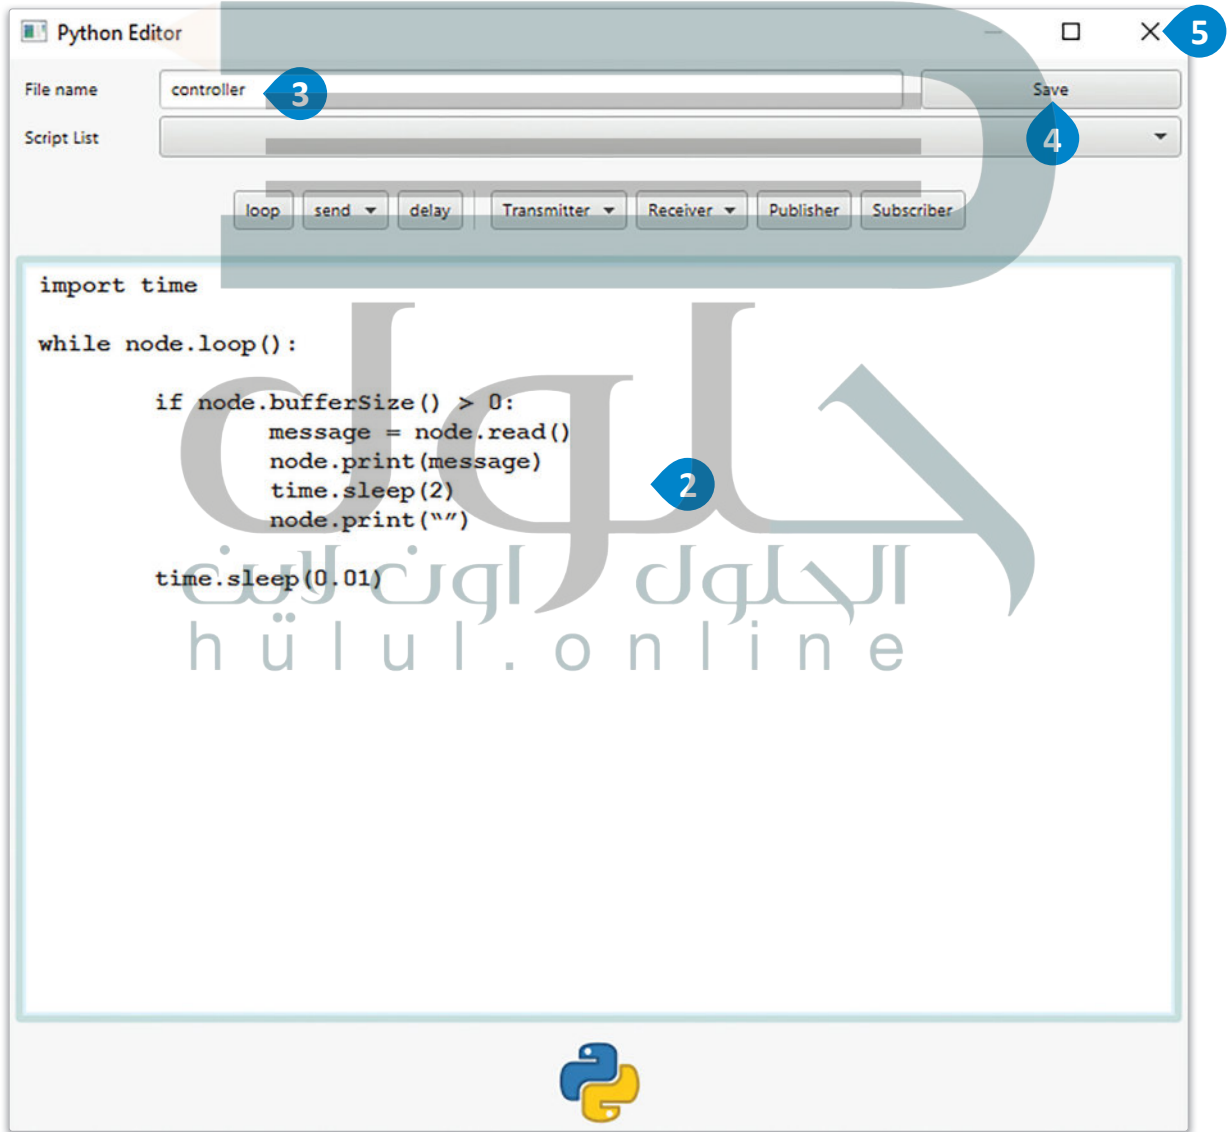 Python Editor
5
File name
controller
3
Save
Script List
4
loop
send
delay
Transmitter
Receiver
Publisher
Subscriber
import time
while node.loop():
if node.bufferSize() > 0:
message = node.read()
node.print(message)
time.sleep(2)
2
node.print(“”)
time.sleep(0.01)
حلول
الحلول اون لاين
hülul.online